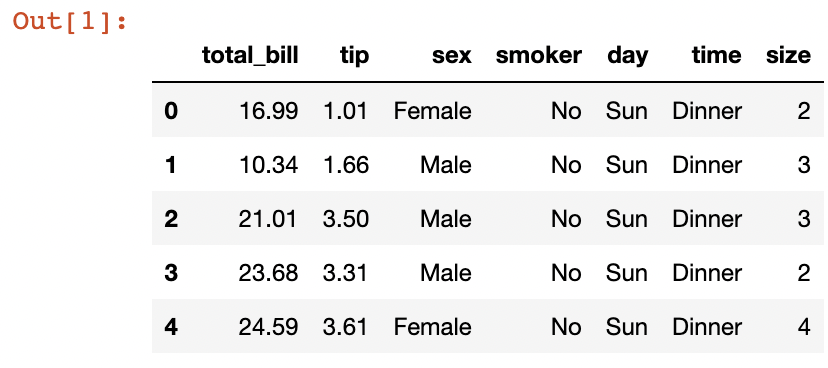 Out[1]:
total_bill tip sex smoker day time size
0 16.99 1.01 Female No Sun Dinner 2
1 10.34 1.66 Male No Sun Dinner 3
2 21.01 3.50 Male No Sun Dinner 3
3 23.68 3.31 Male No Sun Dinner 2
4 24.59 3.61 Female No Sun Dinner 4